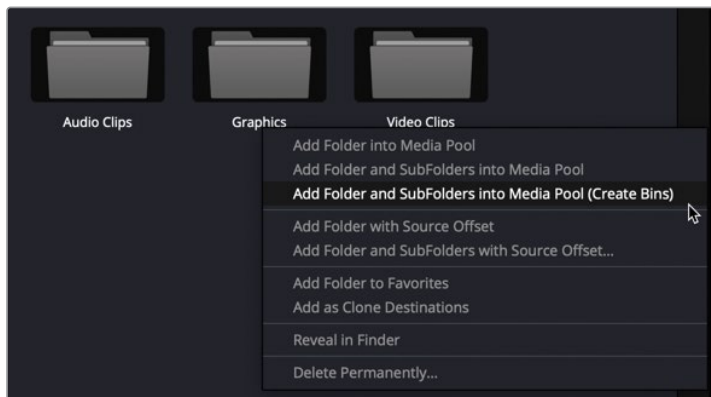 Audio Clips
Graphics
Video Clips
Add Folder into Media Pool
Add Folder and SubFolders into Media Pool
Add Folder and SubFolders into Media Pool (Create Bins)
Add Folder with Source Offset
Add Folder and SubFolders with Source Offset...
Add Folder to Favorites
Add as Clone Destinations
Reveal in Finder
Delete Permanently...